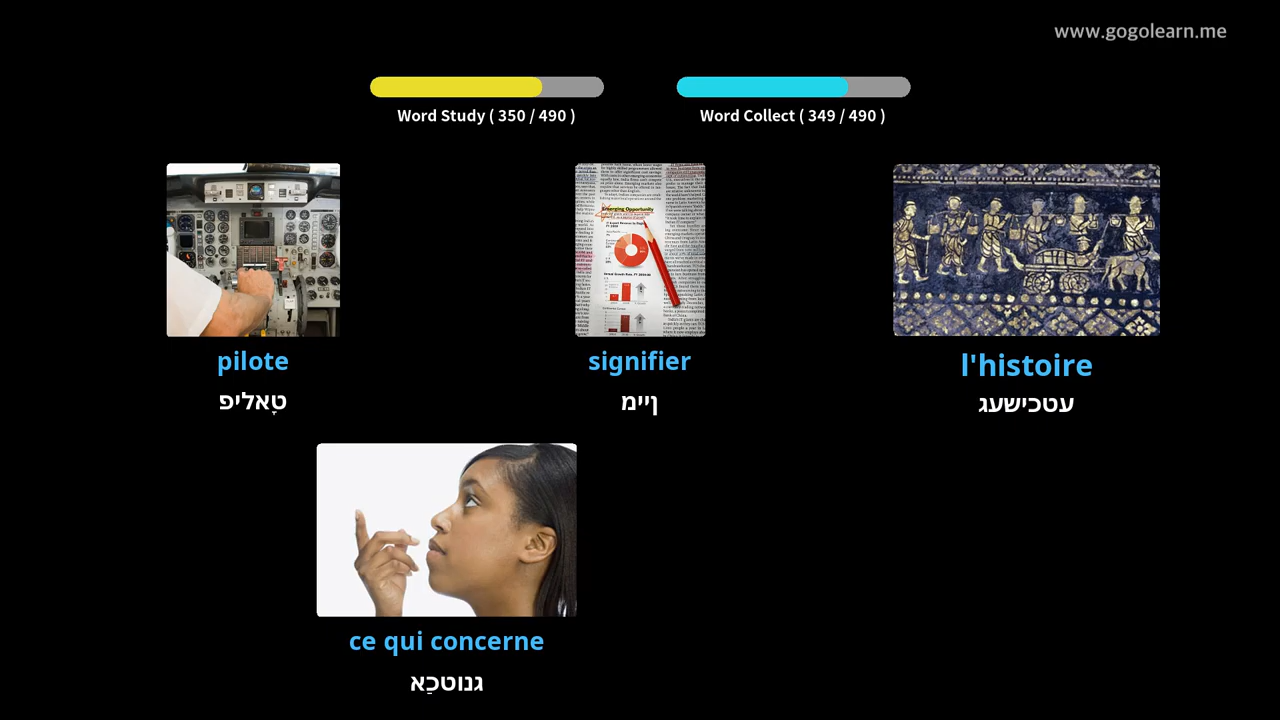 www.gogolearn.me
Word Study ( 350 / 490 )
Word Collect ( 349 / 490 )
pilote
טָאליפ
signifier
ןיימ
l'histoire
עטכישעג
ce qui concerne
גנוטכַא